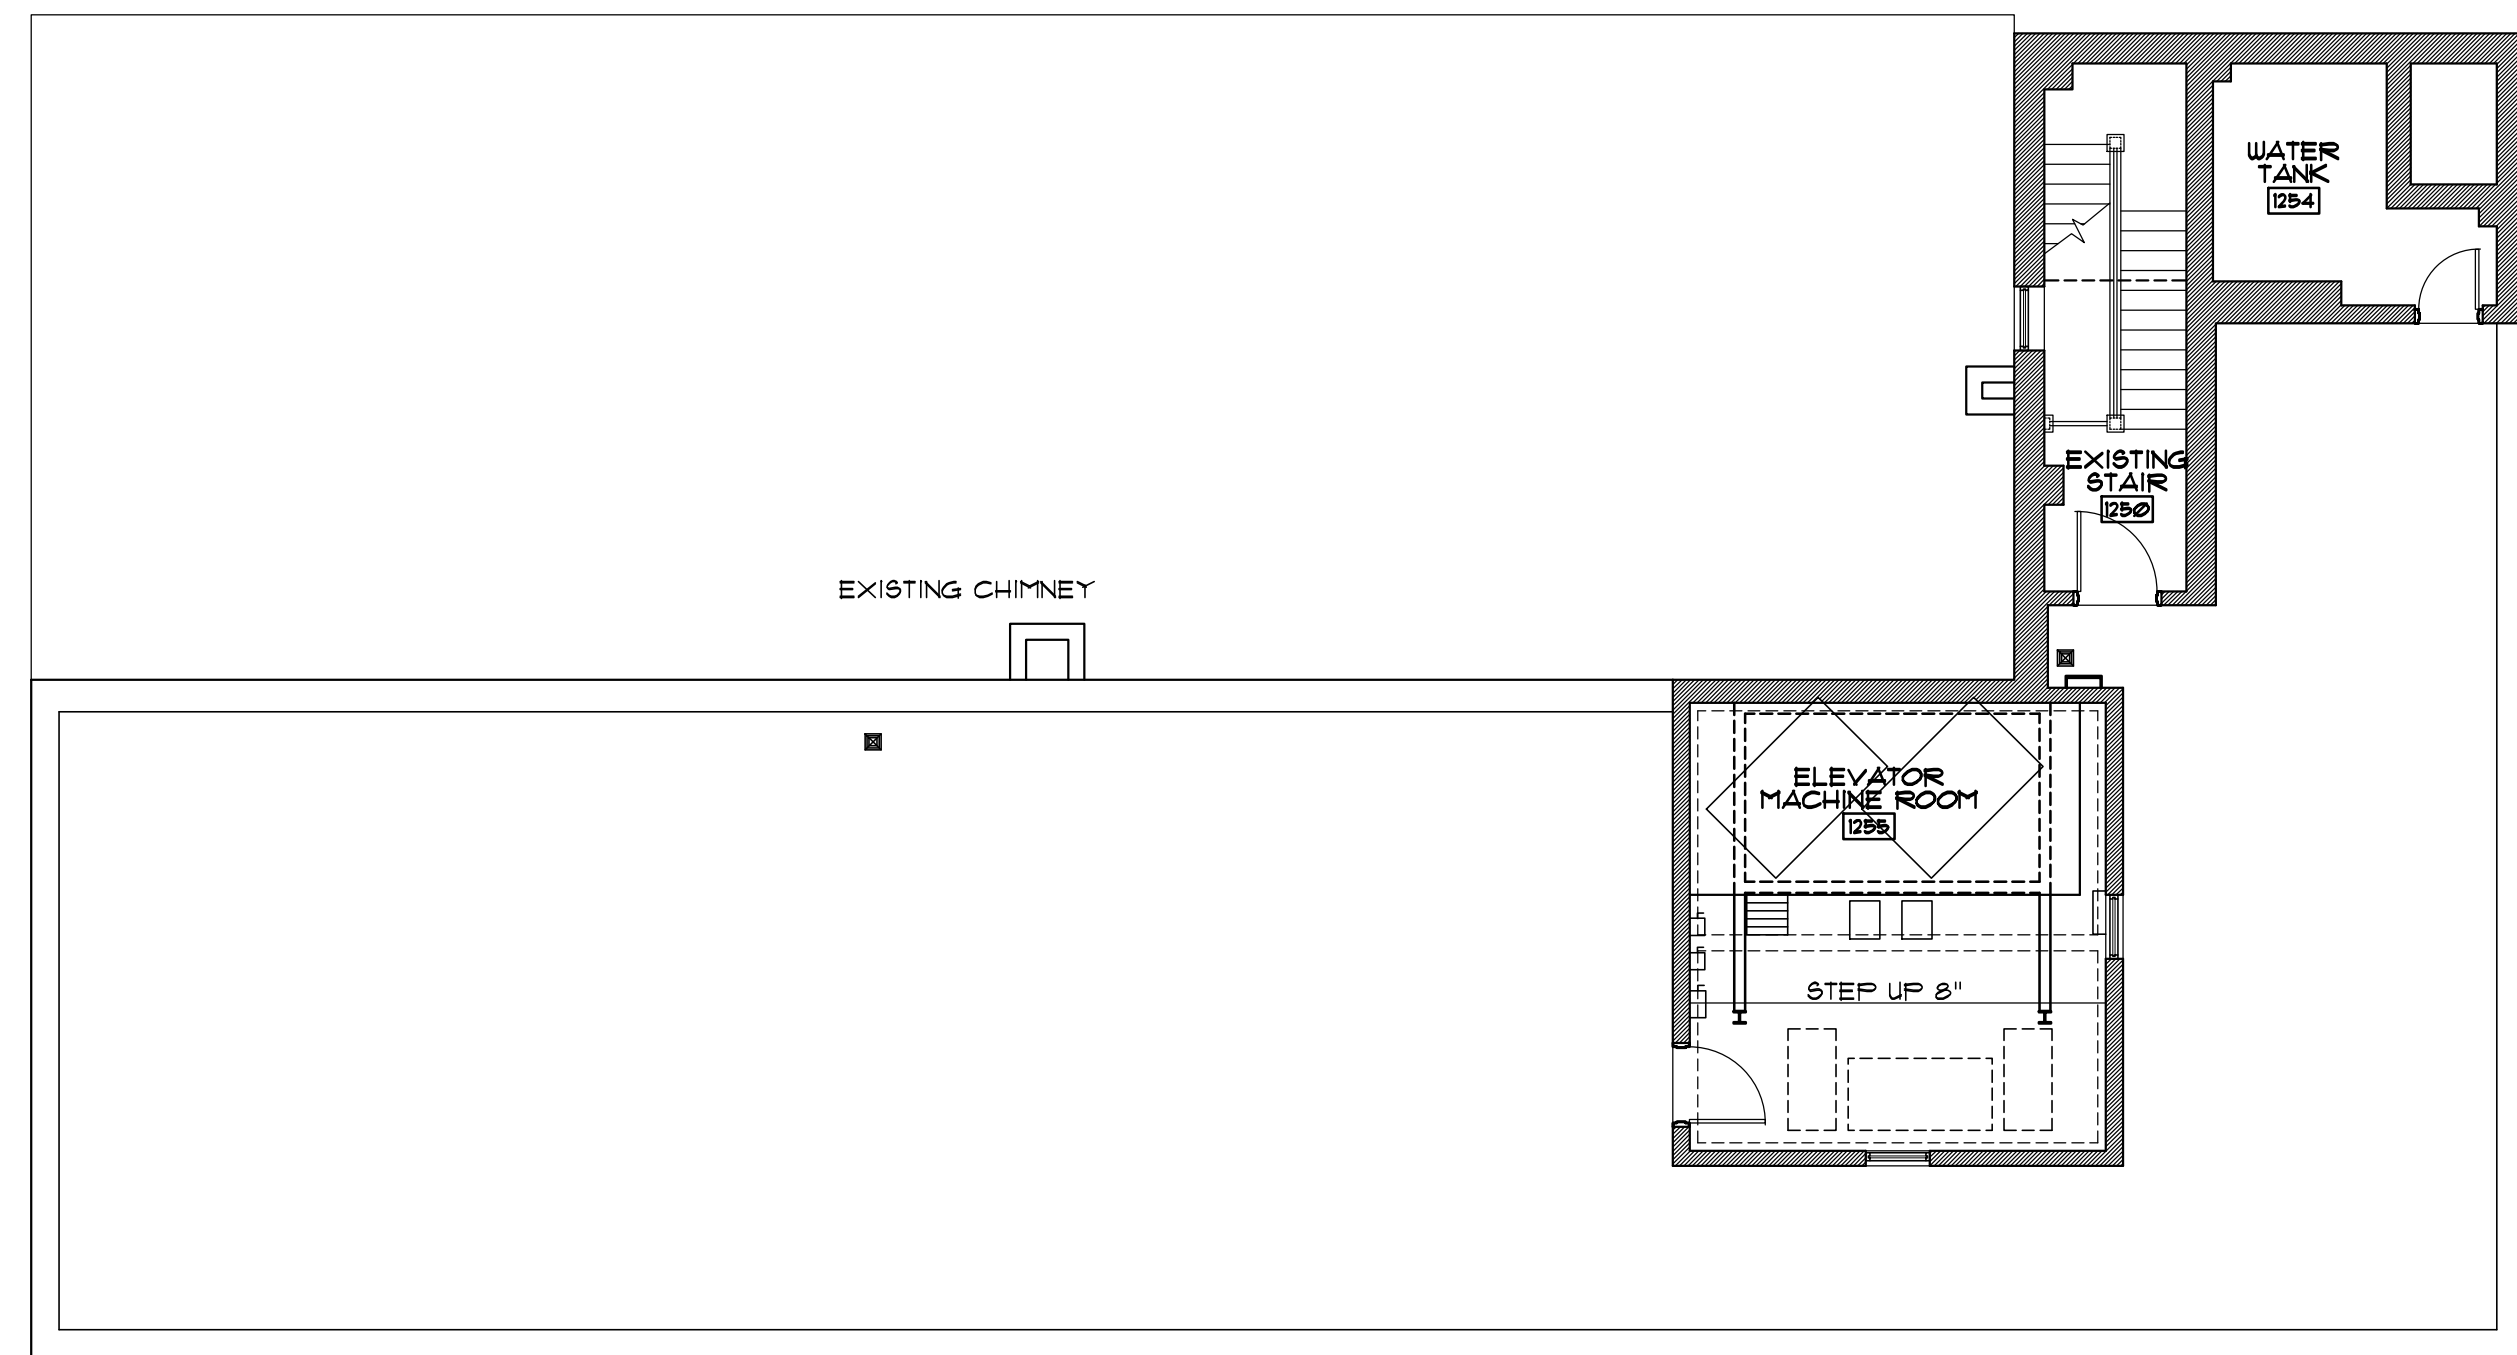 WATER
TANK
1254
EXISTING
STAIR
1250
EXISTING CHIMNEY
ELEVATOR
MACHINE ROOM
1255
STEP UP 8"